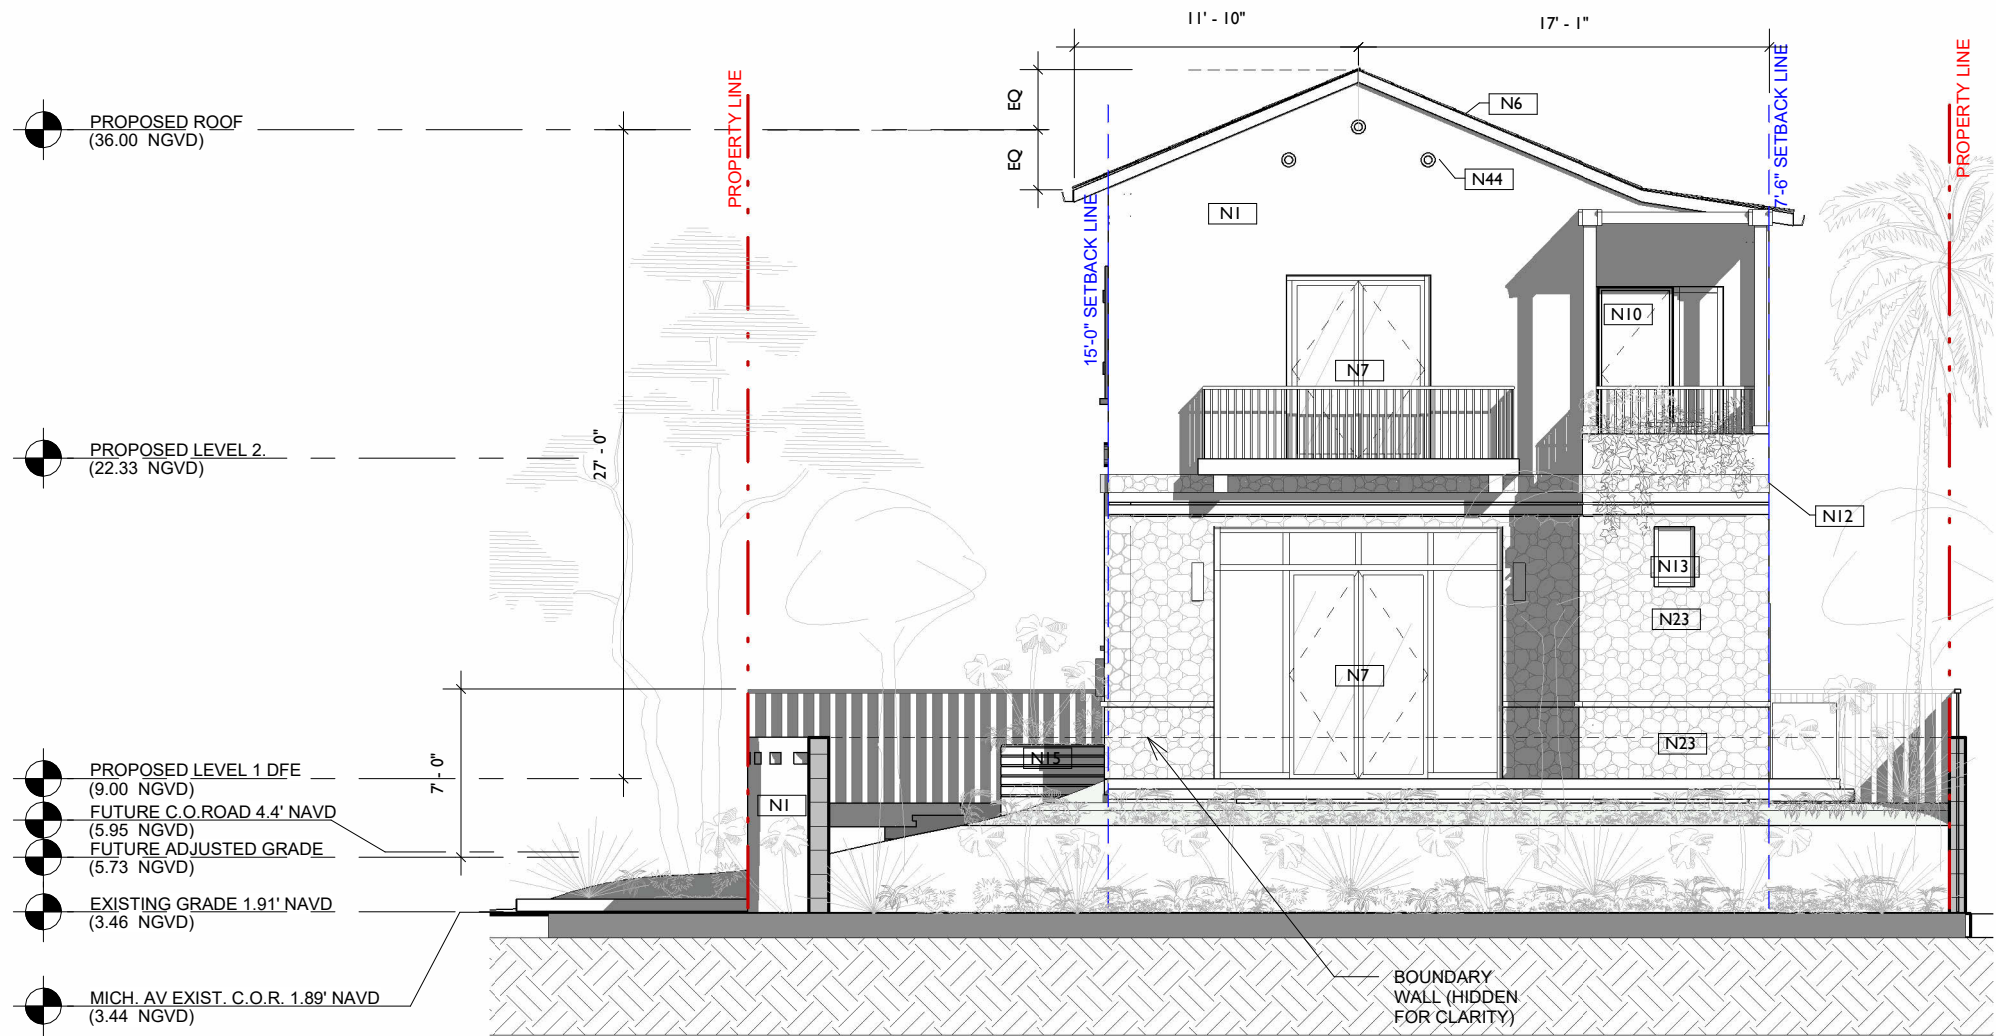 11' - 10"
17' - 1"
PROPERTY LINE
7'-6" SETBACK LINE
PROPERTY LINE
EQ
N6
PROPOSED ROOF
(36.00 NGVD)
EQ
N44
N1
15'-0" SETBACK LINE
N10
N7
PROPOSED LEVEL 2.
(22.33 NGVD)
27' - 0"
N12
N13
N23
N7
N23
N15
7' - 0"
PROPOSED LEVEL 1 DFE
(9.00 NGVD)
N1
FUTURE C.O.ROAD 4.4' NAVD
(5.95 NGVD)
FUTURE ADJUSTED GRADE
(5.73 NGVD)
EXISTING GRADE 1.91' NAVD
(3.46 NGVD)
BOUNDARY
WALL (HIDDEN
FOR CLARITY)
MICH. AV EXIST. C.O.R. 1.89' NAVD
(3.44 NGVD)